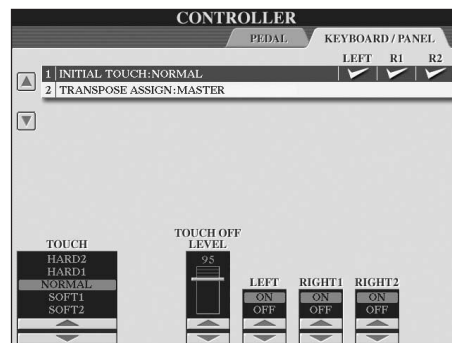 CONTROLLER
PEDAL KEYBOARD / PANEL
LEFT R1 R2
1 INITIAL TOUCH:NORMAL
2 TRANSPOSE ASSIGN:MASTER
TOUCH
HARD2
HARD1
NORMAL
SOFT1
SOFT2
TOUCH OFF
LEVEL
95
LEFT
ON
OFF
RIGHT1
ON
OFF
RIGHT2
ON
OFF